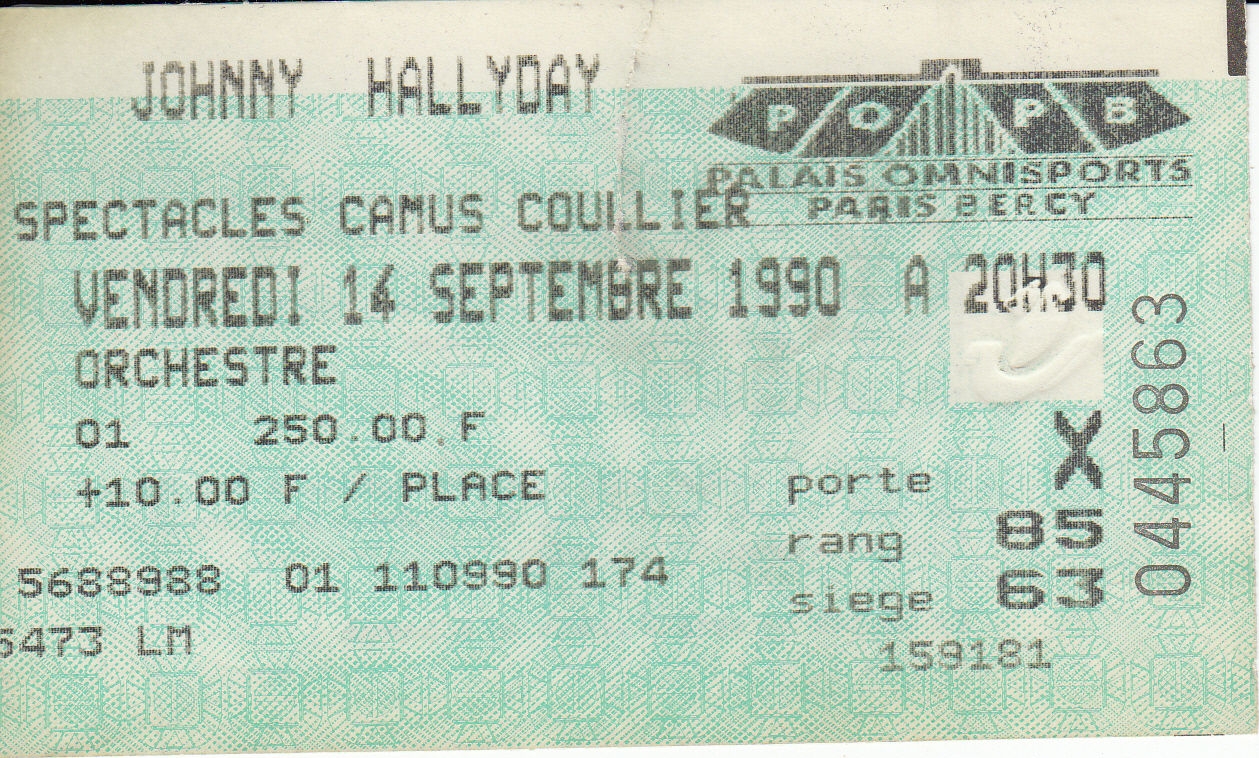 JOHNNY HALLYDAY
POPB
PALAIS OMNISPORTS
PARIS BERCY
SPECTACLES CAMUS COULLIER
VENDREDI 14 SEPTEMBRE 1990 A 20H30
ORCHESTRE
01 250.00.F
+10.00 F / PLACE
porte X
rang 85
siege 63
5688988 01 110990 174
5473 LM
159181
0445863